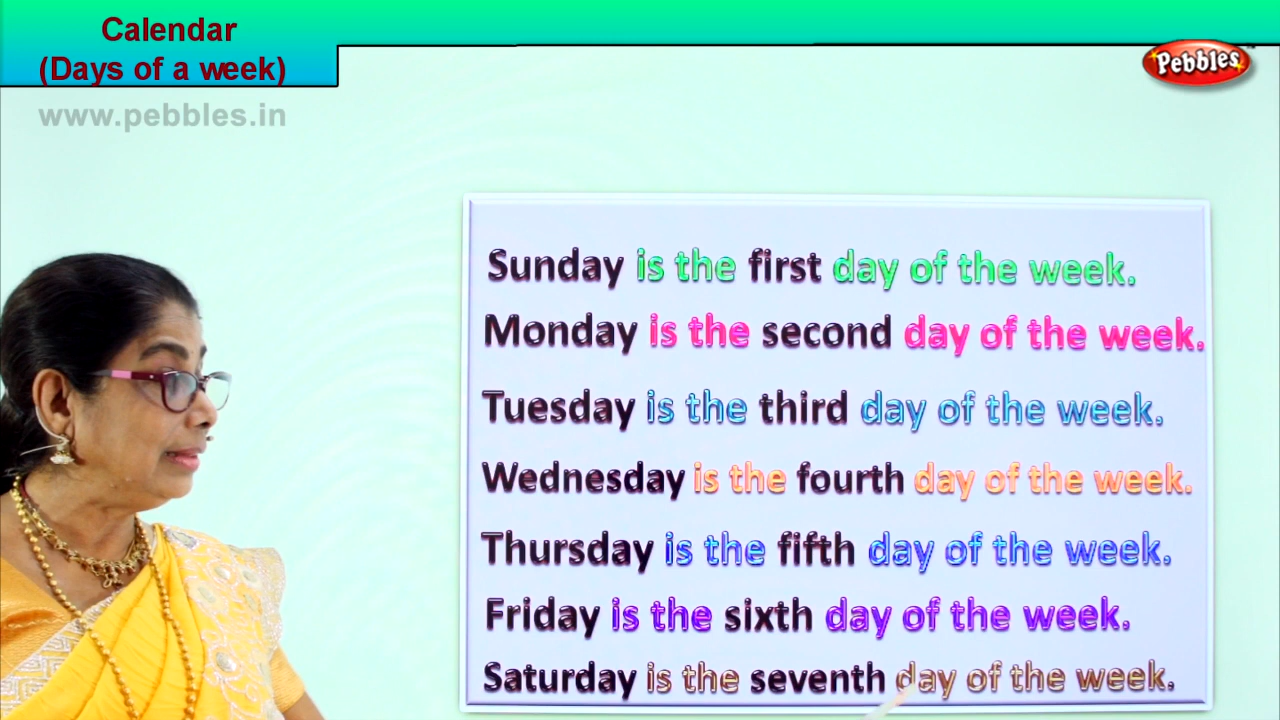 Calendar
(Days of a week)
www.pebbles.in
Pebbles
Sunday is the first day of the week.
Monday is the second day of the week.
Tuesday is the third day of the week.
Wednesday is the fourth day of the week.
Thursday is the fifth day of the week.
Friday is the sixth day of the week.
Saturday is the seventh day of the week.